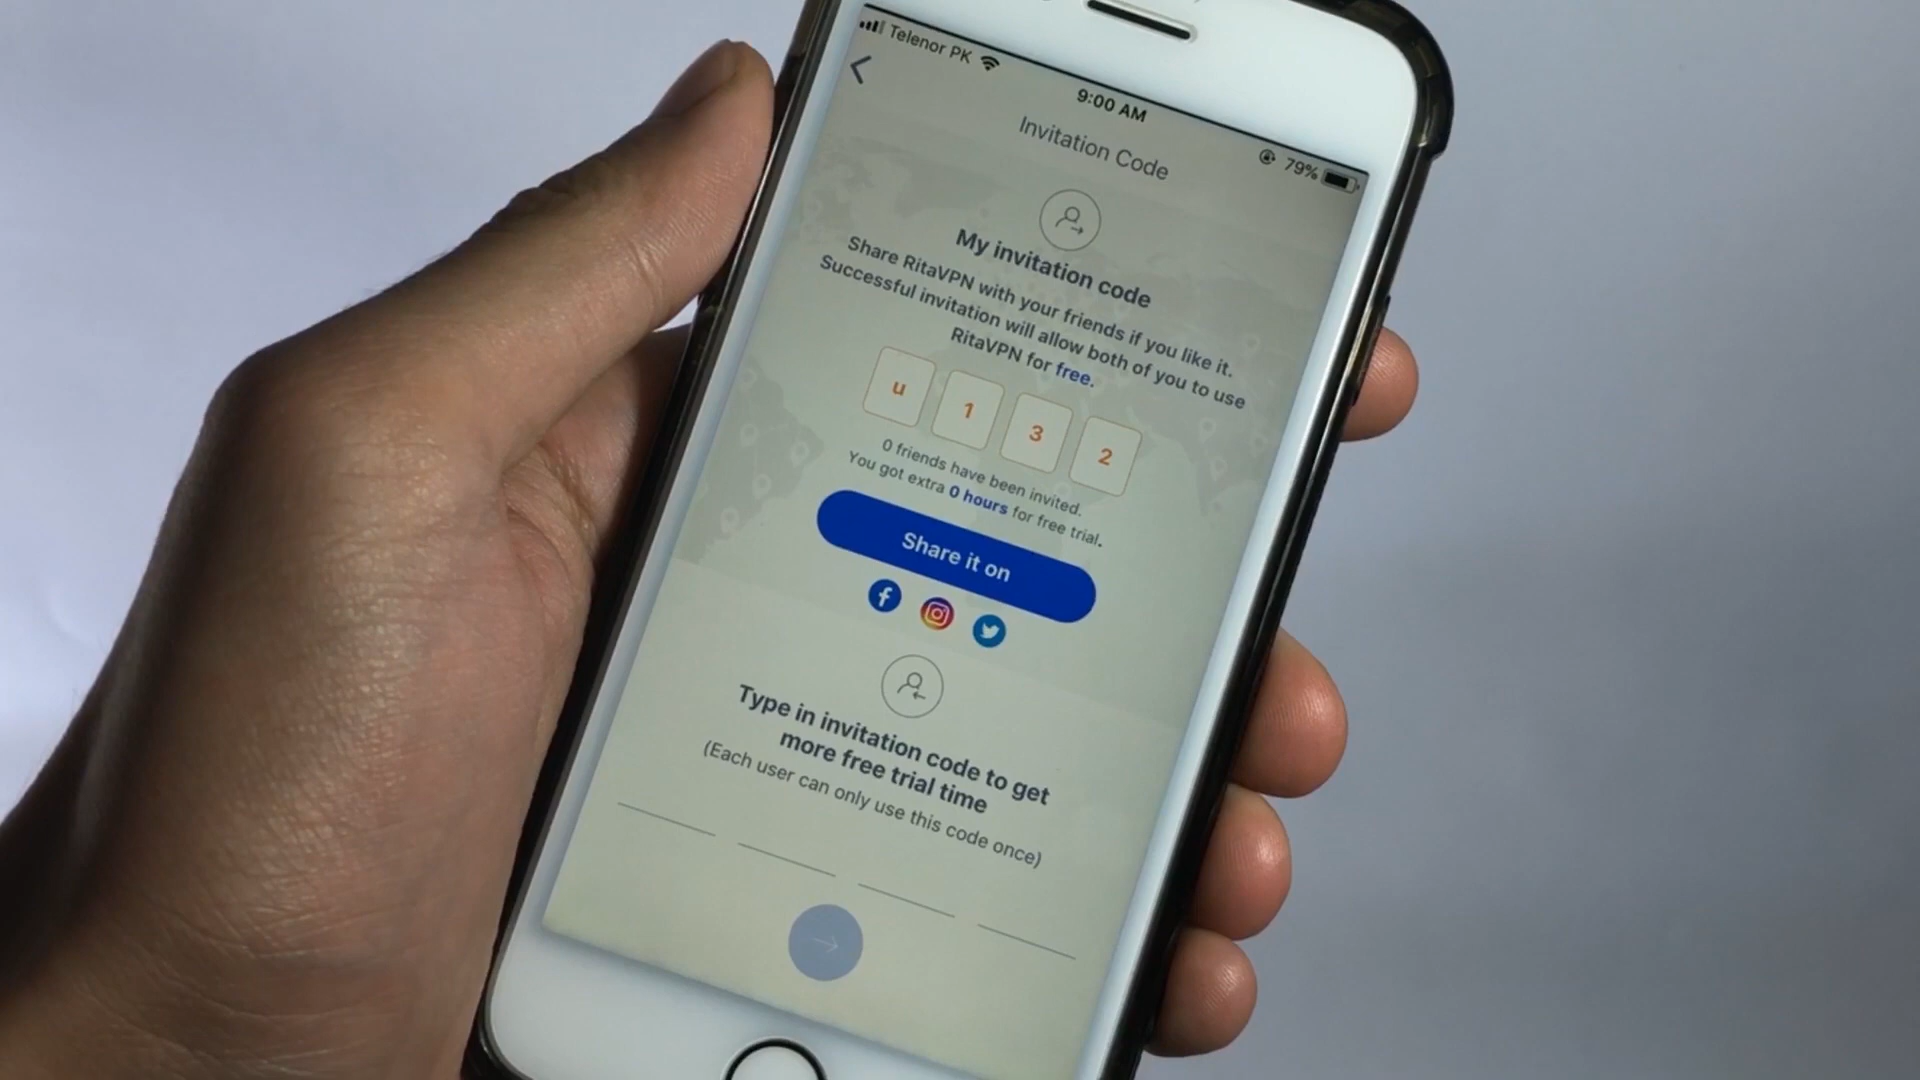 Telenor PK
9:00 AM
79%
Invitation Code
My invitation code
Share RitaVPN with your friends if you like it.
Successful invitation will allow both of you to use
RitaVPN for free.
u 1 3 2
0 friends have been invited.
You got extra 0 hours for free trial.
Share it on
Type in invitation code to get
more free trial time
(Each user can only use this code once)